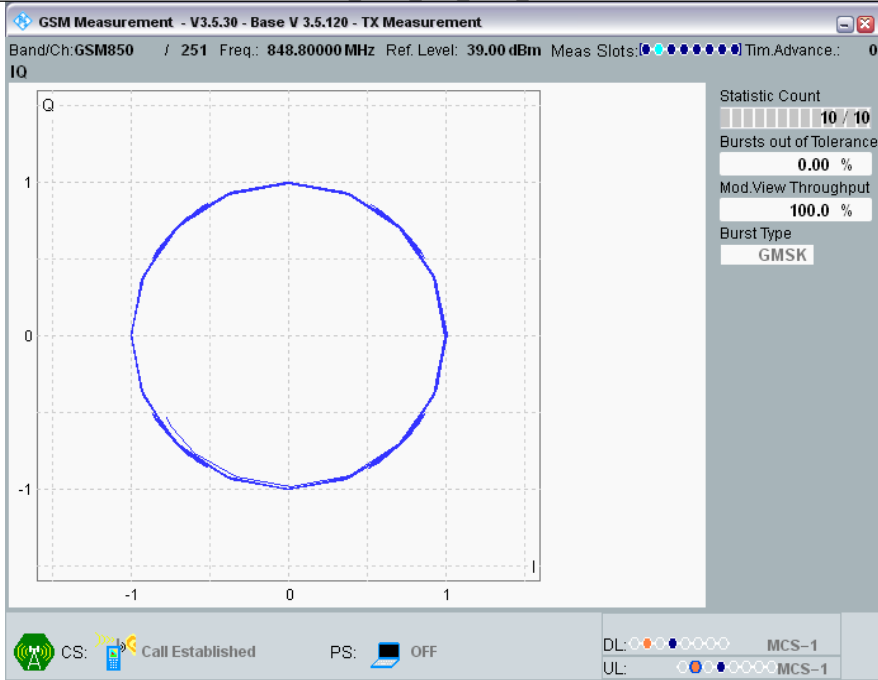 GSM Measurement - V3.5.30 - Base V 3.5.120 - TX Measurement
Band/Ch:GSM850 / 251 Freq.: 848.80000 MHz Ref. Level: 39.00 dBm Meas Slots: Tim.Advance.: 0
IQ
Q
1
0
-1
I
-1 0 1
Statistic Count
10 / 10
Bursts out of Tolerance
0.00 %
Mod.View Throughput
100.0 %
Burst Type
GMSK
CS: Call Established PS: OFF
DL: MCS-1
UL: MCS-1